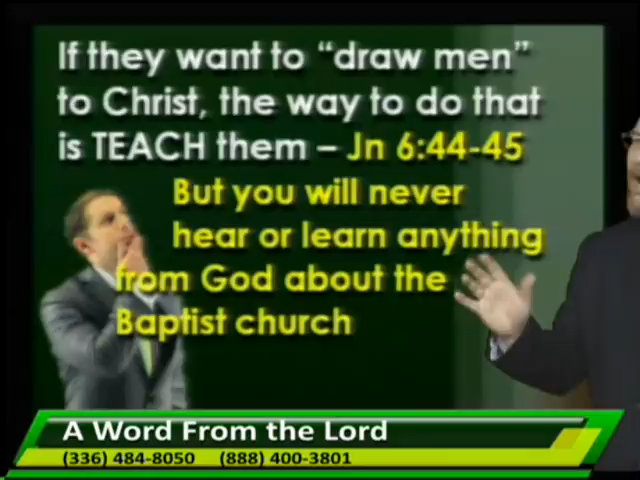 If they want to “draw men”
to Christ, the way to do that
is TEACH them – Jn 6:44-45
But you will never
hear or learn anything
from God about the
Baptist church
A Word From the Lord
(336) 484-8050 (888) 400-3801